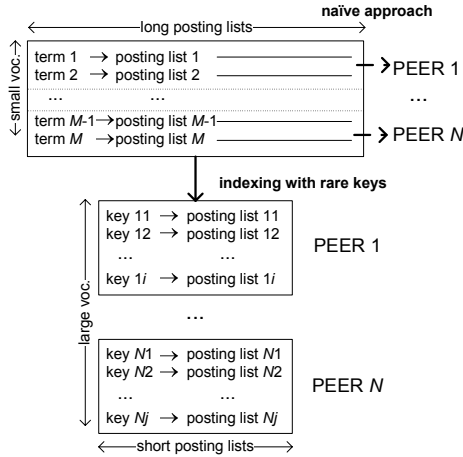 naïve approach
long posting lists
small voc.
term 1 → posting list 1
term 2 → posting list 2
PEER 1
... ...
...
term M-1 → posting list M-1
term M → posting list M
PEER N
indexing with rare keys
large voc.
key 11 → posting list 11
key 12 → posting list 12
... ...
key 1i → posting list 1i
PEER 1
...
key N1 → posting list N1
key N2 → posting list N2
... ...
key Nj → posting list Nj
PEER N
short posting lists